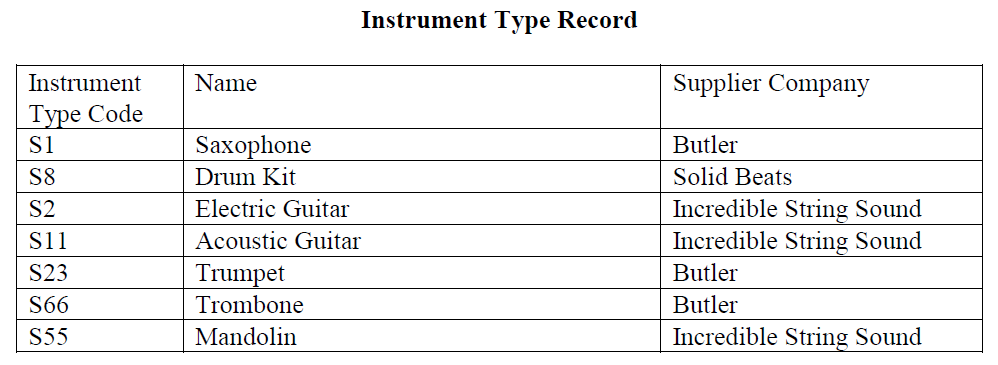 Instrument Type Record
Instrument Type Code Name Supplier Company
S1 Saxophone Butler
S8 Drum Kit Solid Beats
S2 Electric Guitar Incredible String Sound
S11 Acoustic Guitar Incredible String Sound
S23 Trumpet Butler
S66 Trombone Butler
S55 Mandolin Incredible String Sound